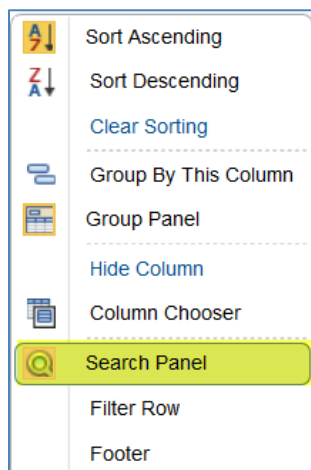 Sort Ascending
Sort Descending
Clear Sorting
Group By This Column
Group Panel
Hide Column
Column Chooser
Search Panel
Filter Row
Footer